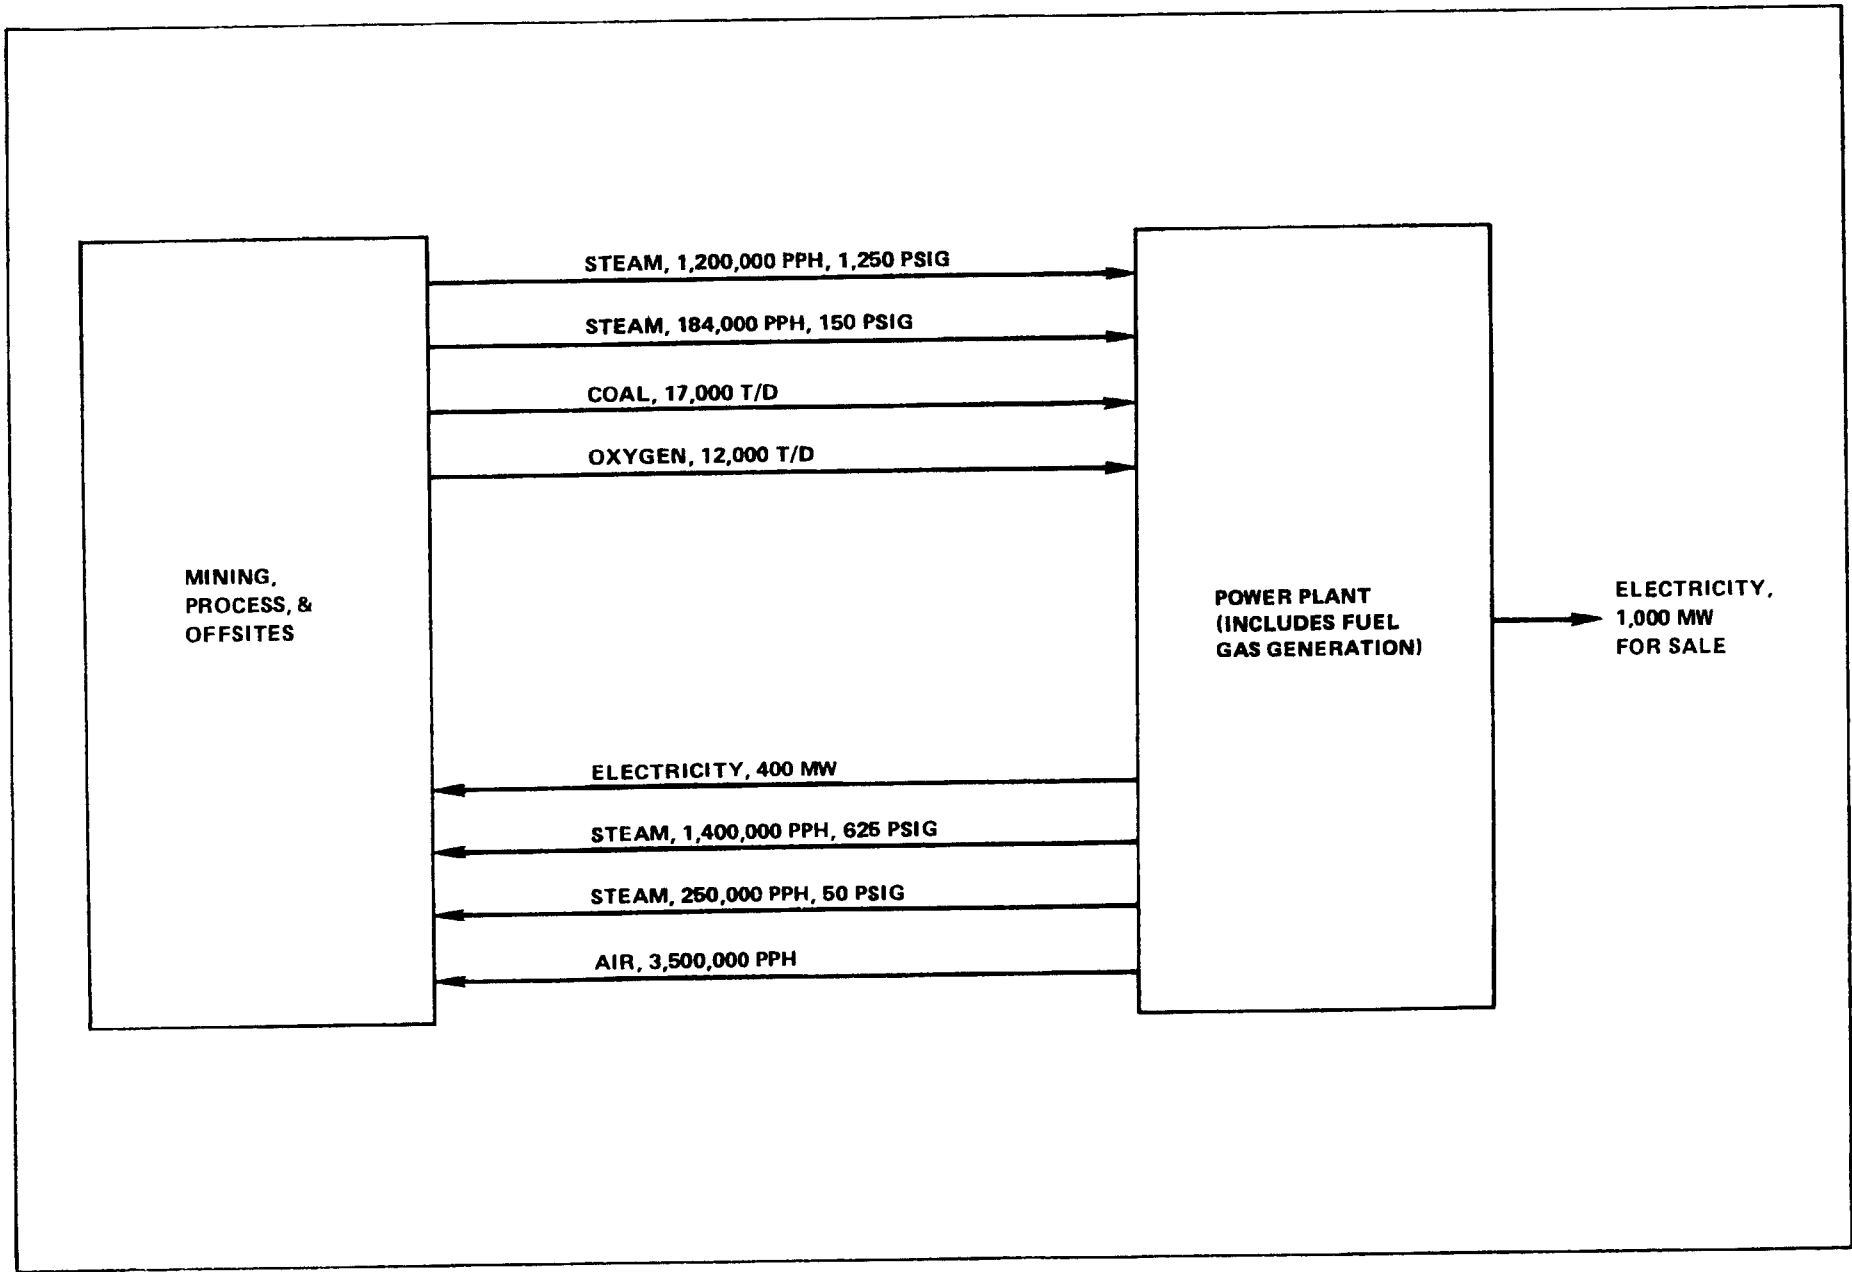 STEAM, 1,200,000 PPH, 1,250 PSIG
STEAM, 184,000 PPH, 150 PSIG
COAL, 17,000 T/D
OXYGEN, 12,000 T/D
MINING,
PROCESS, &
OFFSITES
POWER PLANT
(INCLUDES FUEL
GAS GENERATION)
ELECTRICITY,
1,000 MW
FOR SALE
ELECTRICITY, 400 MW
STEAM, 1,400,000 PPH, 625 PSIG
STEAM, 250,000 PPH, 50 PSIG
AIR, 3,500,000 PPH